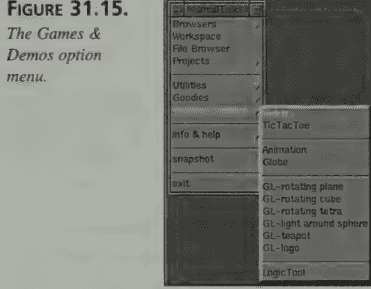 FIGURE 31.15.
The Games &
Demos option
menu.
Browsers
Workspace
File Browser
Projects
Utilities
Goodies
info & help
snapshot
exit
TicTacToe
Animation
Globe
GL-rotating plane
GL-rotating cube
GL-rotating tetra
GL-light around sphere
GL-teapot
GL-logo
LogicTool